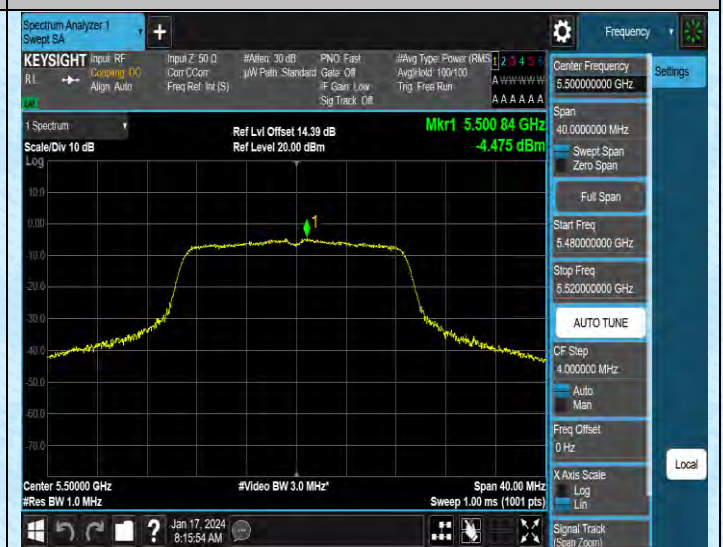 Spectrum Analyzer 1
Swept SA
Frequency
KEYSIGHT
RL
Input: RF
Coupling: DC
Align: Auto
Input Z: 50 Ω
Corr CCorr
Freq Ref: Int (S)
#Atten: 30 dB
µW Path: Standard
PNO: Fast
Gate: Off
IF Gain: Low
Sig Track: Off
#Avg Type: Power (RMS
Avg|Hold: 100/100
Trig: Free Run
1 2 3 4 5 6
A W W W W W
A A A A A A
Settings
Center Frequency
5.500000000 GHz
Span
40.0000000 MHz
Swept Span
Zero Span
Full Span
Start Freq
5.480000000 GHz
Stop Freq
5.520000000 GHz
AUTO TUNE
CF Step
4.000000 MHz
Auto
Man
Freq Offset
0 Hz
X Axis Scale
Log
Lin
Signal Track
(Span Zoom)
Local
1 Spectrum
Scale/Div 10 dB
Ref Lvl Offset 14.39 dB
Ref Level 20.00 dBm
Mkr1 5.500 84 GHz
-4.475 dBm
Log
10.0
0.00
1
-10.0
-20.0
-30.0
-40.0
-50.0
-60.0
-70.0
Center 5.50000 GHz
#Res BW 1.0 MHz
#Video BW 3.0 MHz*
Span 40.00 MHz
Sweep 1.00 ms (1001 pts)
?
Jan 17, 2024
8:15:54 AM